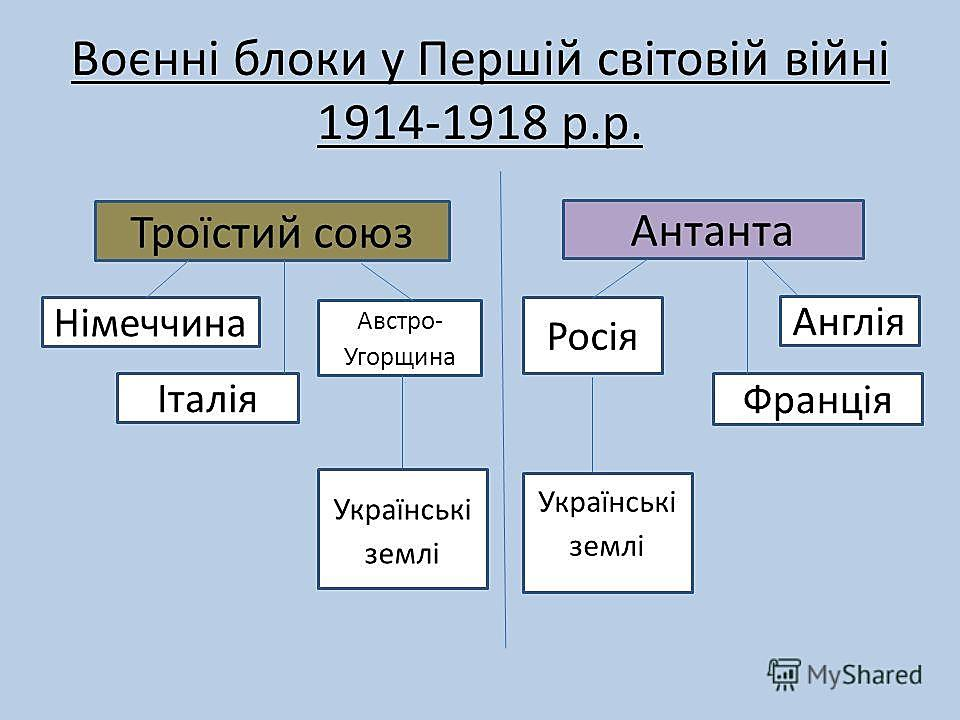 Воєнні блоки у Першій світовій війні
1914-1918 р.р.
Троїстий союз
Антанта
Німеччина
Австро-
Угорщина
Італія
Росія
Англія
Франція
Українські
землі
Українські
землі
MyShared